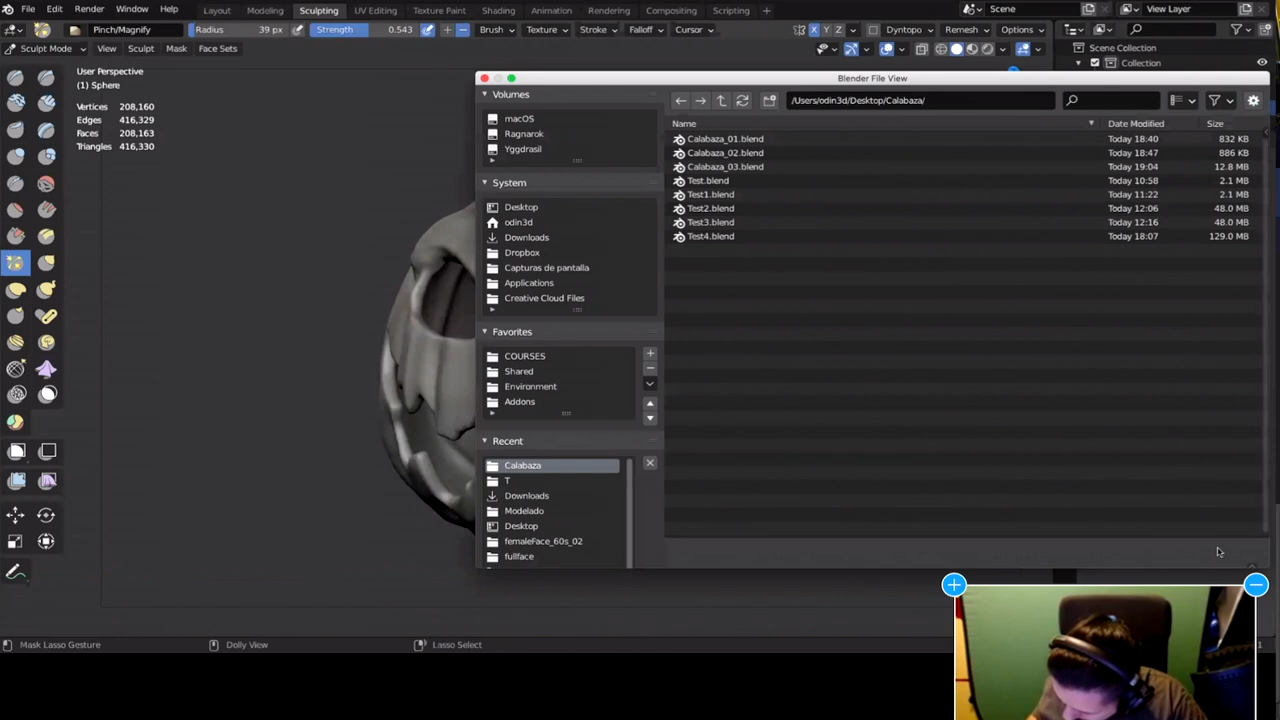 File Edit Render Window Help Layout Modeling Sculpting UV Editing Texture Paint Shading Animation Rendering Compositing Scripting + Scene View Layer
Pinch/Magnify Radius 39 px Strength 0.543 + − Brush Texture Stroke Falloff Cursor X Y Z Dyntopo Remesh Options
Sculpt Mode View Sculpt Mask Face Sets
Scene Collection
Collection
User Perspective
(1) Sphere
Vertices 208,160
Edges 416,329
Faces 208,163
Triangles 416,330
Blender File View
Volumes
macOS
Ragnarok
Yggdrasil
System
Desktop
odin3d
Downloads
Dropbox
Capturas de pantalla
Applications
Creative Cloud Files
Favorites
COURSES
Shared
Environment
Addons
Recent
Calabaza
T
Downloads
Modelado
Desktop
femaleFace_60s_02
fullface
/Users/odin3d/Desktop/Calabaza/
Name Date Modified Size
Calabaza_01.blend Today 18:40 832 KB
Calabaza_02.blend Today 18:47 886 KB
Calabaza_03.blend Today 19:04 12.8 MB
Test.blend Today 10:58 2.1 MB
Test1.blend Today 11:22 2.1 MB
Test2.blend Today 12:06 48.0 MB
Test3.blend Today 12:16 48.0 MB
Test4.blend Today 18:07 129.0 MB
Mask Lasso Gesture Dolly View Lasso Select